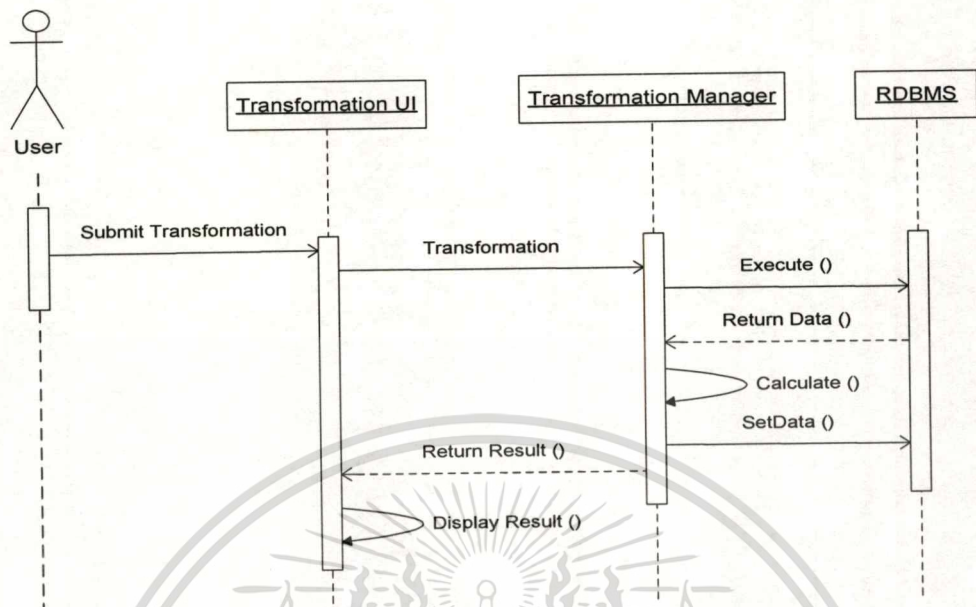 User
Transformation UI
Transformation Manager
RDBMS
Submit Transformation
Transformation
Execute ()
Return Data ()
Calculate ()
SetData ()
Return Result ()
Display Result ()